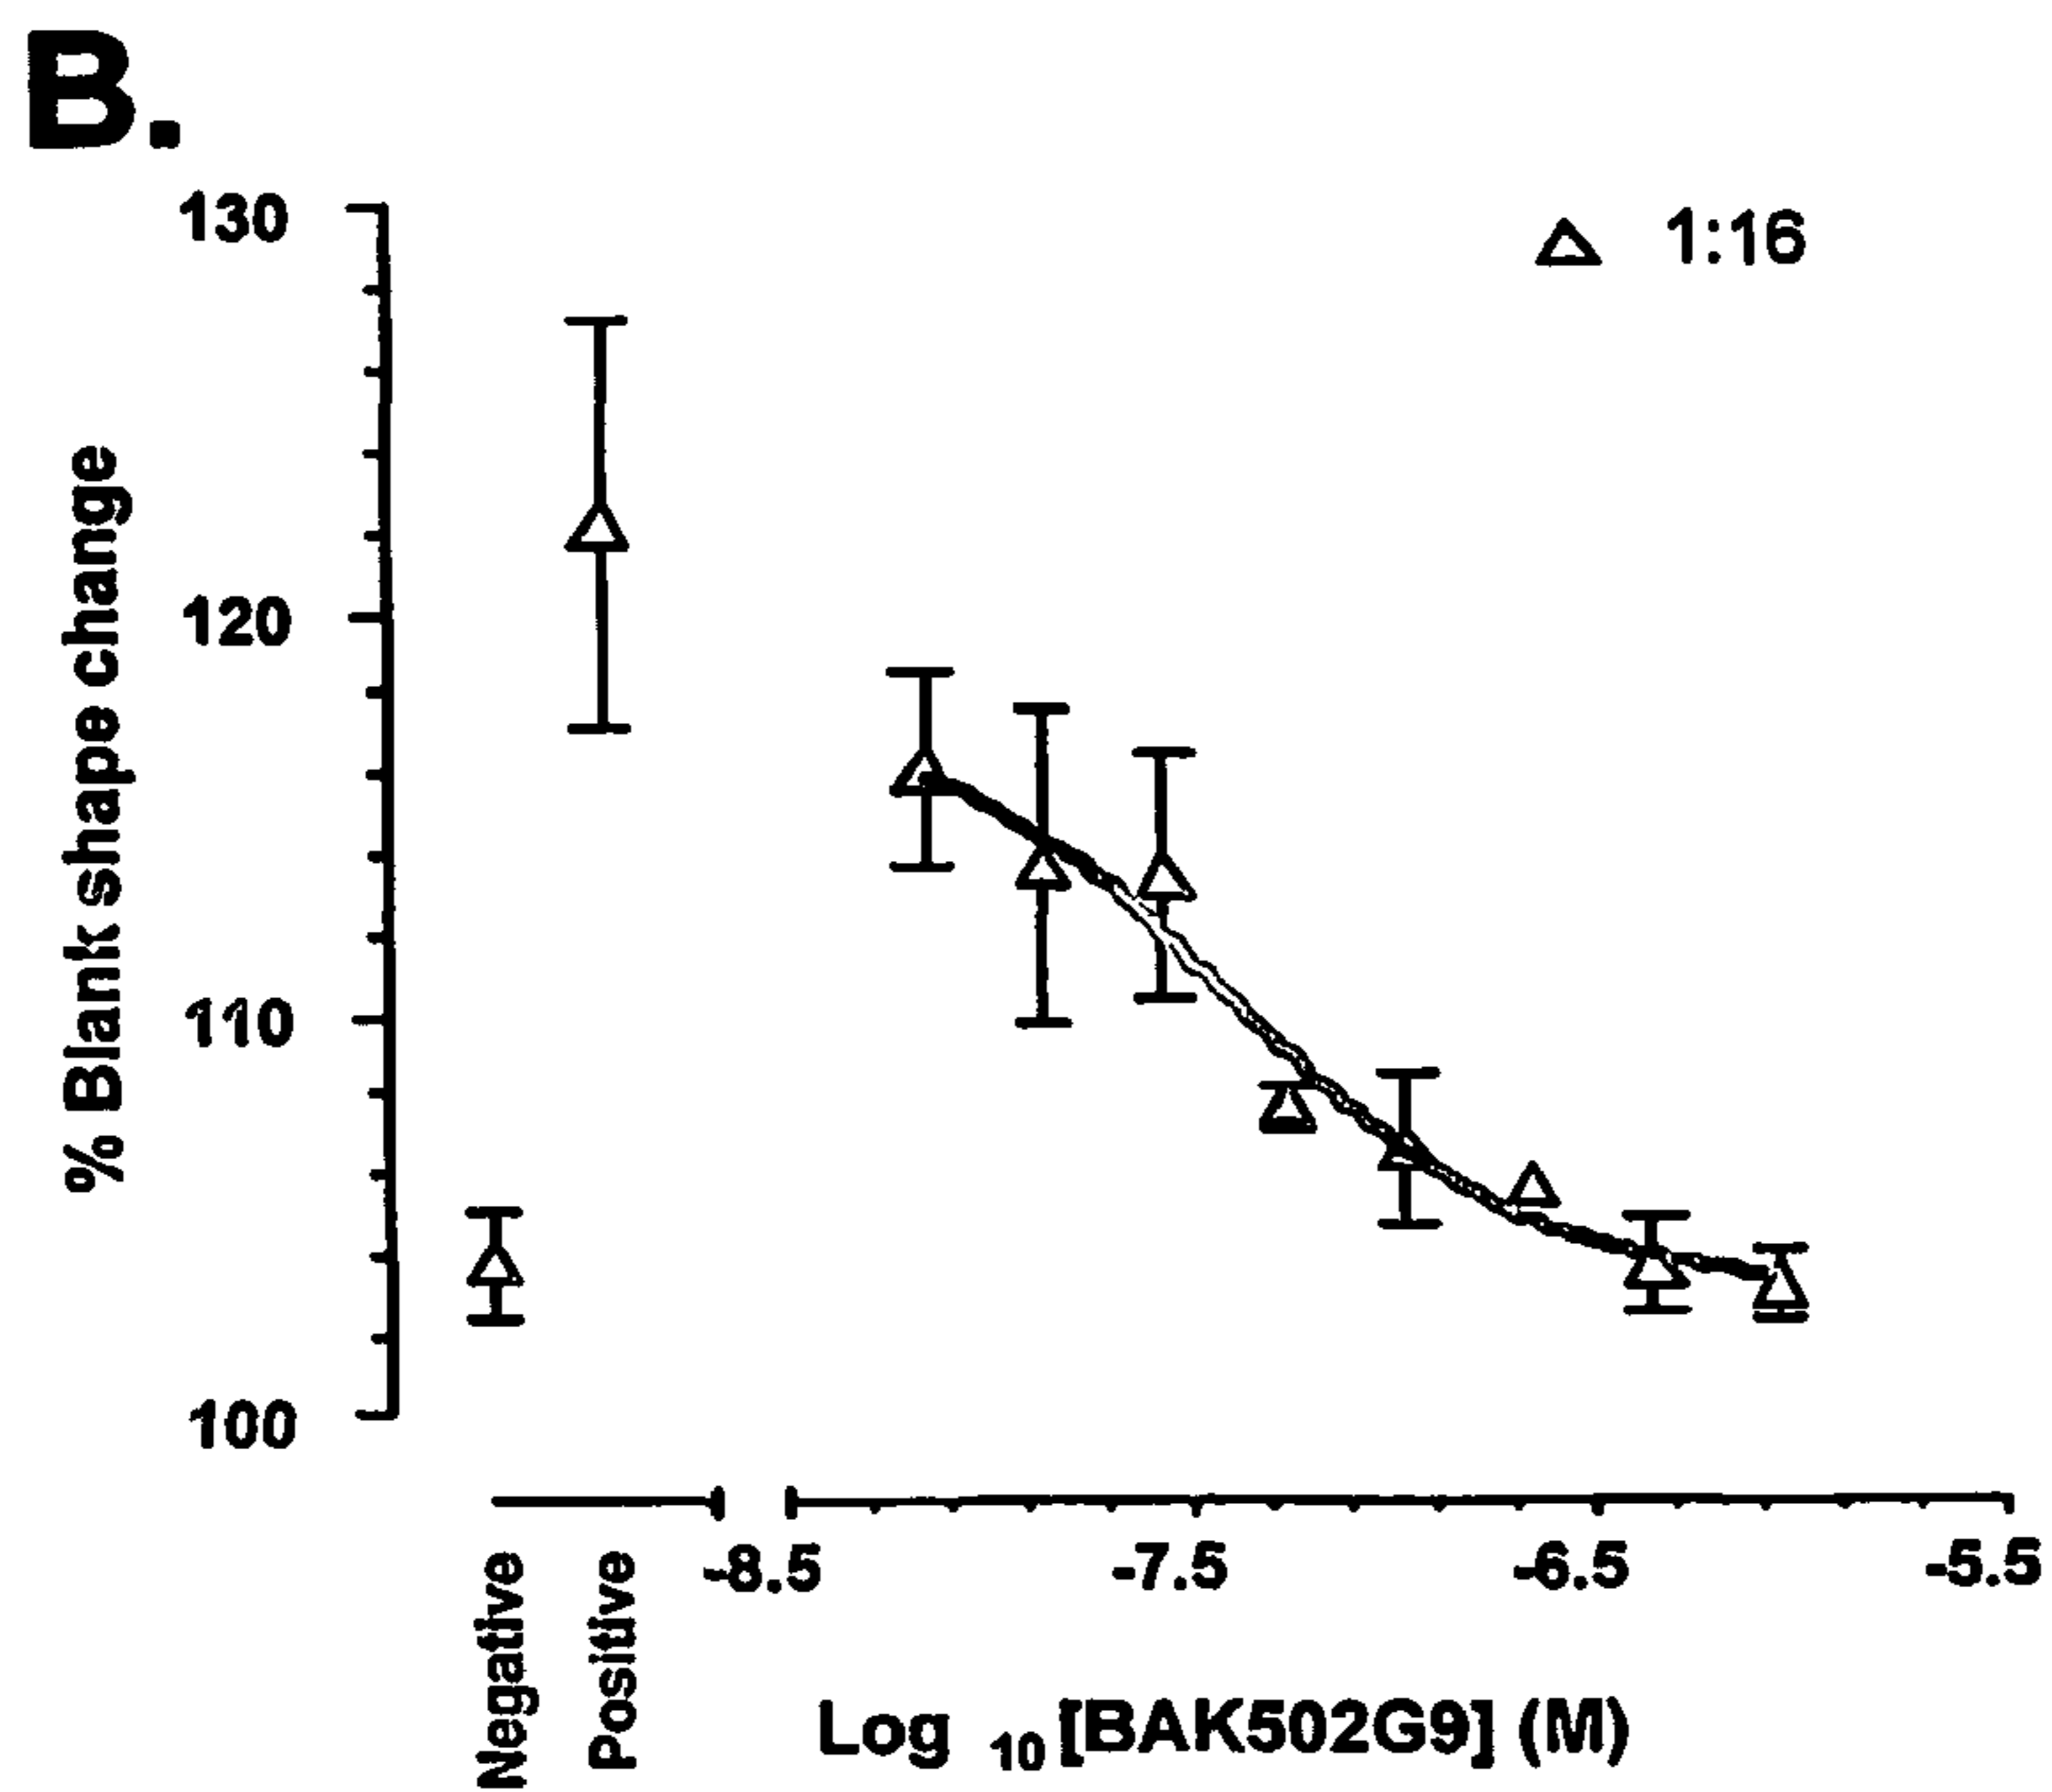 B.
130
120
110
100
% Blank shape change
△ 1:16
Negative
Positive
-8.5
-7.5
-6.5
-5.5
Log 10[BAK502G9] (M)